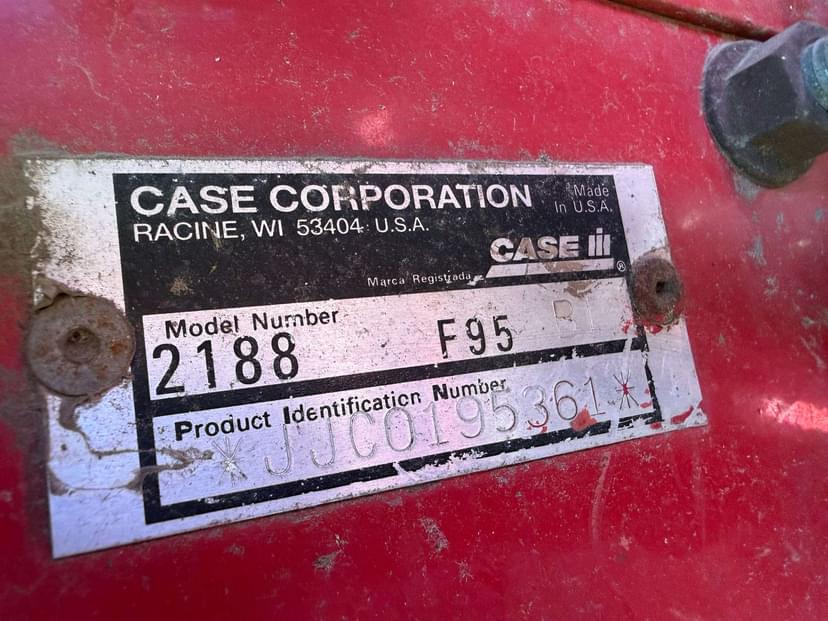 CASE CORPORATION
Made
In U.S.A.
RACINE, WI 53404 U.S.A.
CASE IH
Marca Registrada
®
Model Number
2188 F95
Product Identification Number
*JJC0195361*